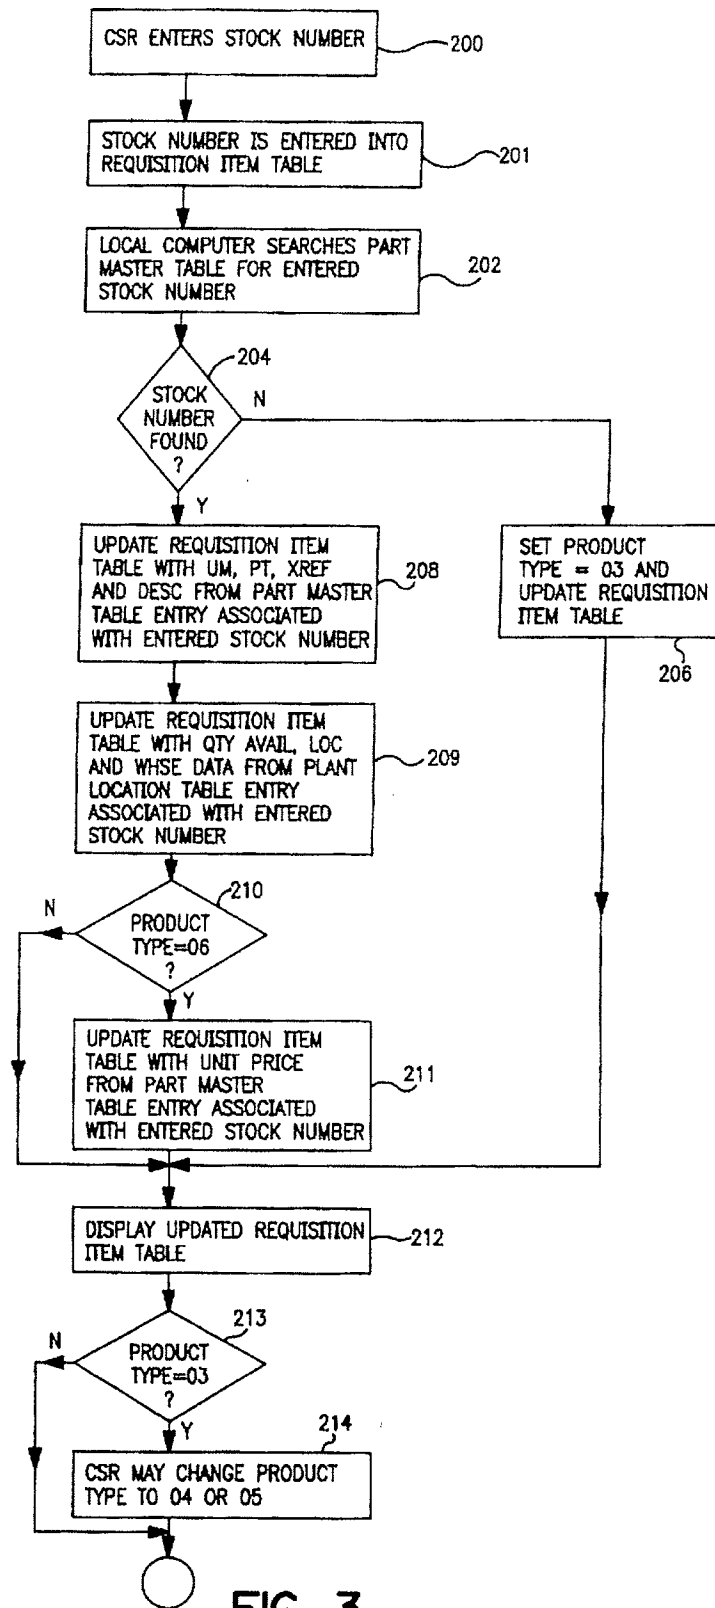 CSR ENTERS STOCK NUMBER
200
STOCK NUMBER IS ENTERED INTO
REQUISITION ITEM TABLE
201
LOCAL COMPUTER SEARCHES PART
MASTER TABLE FOR ENTERED
STOCK NUMBER
202
204
STOCK
NUMBER
FOUND
?
N
Y
UPDATE REQUISITION ITEM
TABLE WITH UM, PT, XREF
AND DESC FROM PART MASTER
TABLE ENTRY ASSOCIATED
WITH ENTERED STOCK NUMBER
208
SET PRODUCT
TYPE = 03 AND
UPDATE REQUISITION
ITEM TABLE
206
UPDATE REQUISITION ITEM
TABLE WITH QTY AVAIL, LOC
AND WHSE DATA FROM PLANT
LOCATION TABLE ENTRY
ASSOCIATED WITH ENTERED
STOCK NUMBER
209
210
N
PRODUCT
TYPE=06
?
Y
UPDATE REQUISITION ITEM
TABLE WITH UNIT PRICE
FROM PART MASTER
TABLE ENTRY ASSOCIATED
WITH ENTERED STOCK NUMBER
211
DISPLAY UPDATED REQUISITION
ITEM TABLE
212
213
N
PRODUCT
TYPE=03
?
Y
214
CSR MAY CHANGE PRODUCT
TYPE TO 04 OR 05
FIG. 3